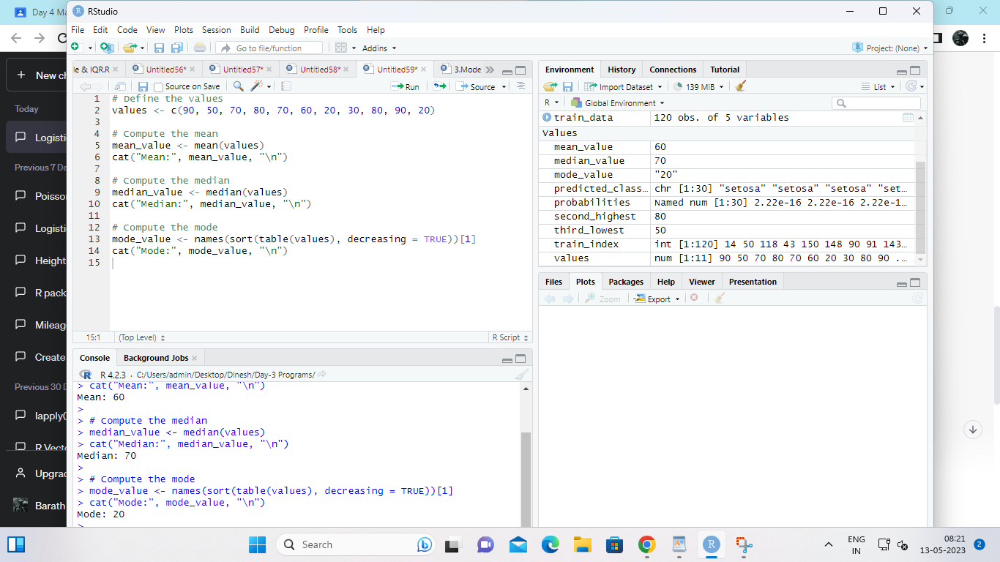 Day 4 Ma
RStudio
File Edit Code View Plots Session Build Debug Profile Tools Help
Go to file/function Addins
Project: (None)
New ch
Today
Logisti
Previous 7 Da
Poisso
Logisti
Height
R pack
Mileag
Create
Previous 30 D
lapply(
R Vecto
Upgrad
Barath
le & IQR.R Untitled56* Untitled57* Untitled58* Untitled59* 3.Mode
Source on Save Run Source
1 # Define the values
2 values <- c(90, 50, 70, 80, 70, 60, 20, 30, 80, 90, 20)
3
4 # Compute the mean
5 mean_value <- mean(values)
6 cat("Mean:", mean_value, "\n")
7
8 # Compute the median
9 median_value <- median(values)
10 cat("Median:", median_value, "\n")
11
12 # Compute the mode
13 mode_value <- names(sort(table(values), decreasing = TRUE))[1]
14 cat("Mode:", mode_value, "\n")
15
15:1 (Top Level) R Script
Console Background Jobs
R 4.2.3 · C:/Users/admin/Desktop/Dinesh/Day-3 Programs/
> cat("Mean:", mean_value, "\n")
Mean: 60
>
> # Compute the median
> median_value <- median(values)
> cat("Median:", median_value, "\n")
Median: 70
>
> # Compute the mode
> mode_value <- names(sort(table(values), decreasing = TRUE))[1]
> cat("Mode:", mode_value, "\n")
Mode: 20
>
Environment History Connections Tutorial
Import Dataset 139 MiB List
R Global Environment
train_data 120 obs. of 5 variables
Values
mean_value 60
median_value 70
mode_value "20"
predicted_class… chr [1:30] "setosa" "setosa" "setosa" "set…
probabilities Named num [1:30] 2.22e-16 2.22e-16 2.22e-1…
second_highest 80
third_lowest 50
train_index int [1:120] 14 50 118 43 150 148 90 91 143…
values num [1:11] 90 50 70 80 70 60 20 30 80 90 .…
Files Plots Packages Help Viewer Presentation
Zoom Export
Search
ENG
IN
08:21
13-05-2023
2